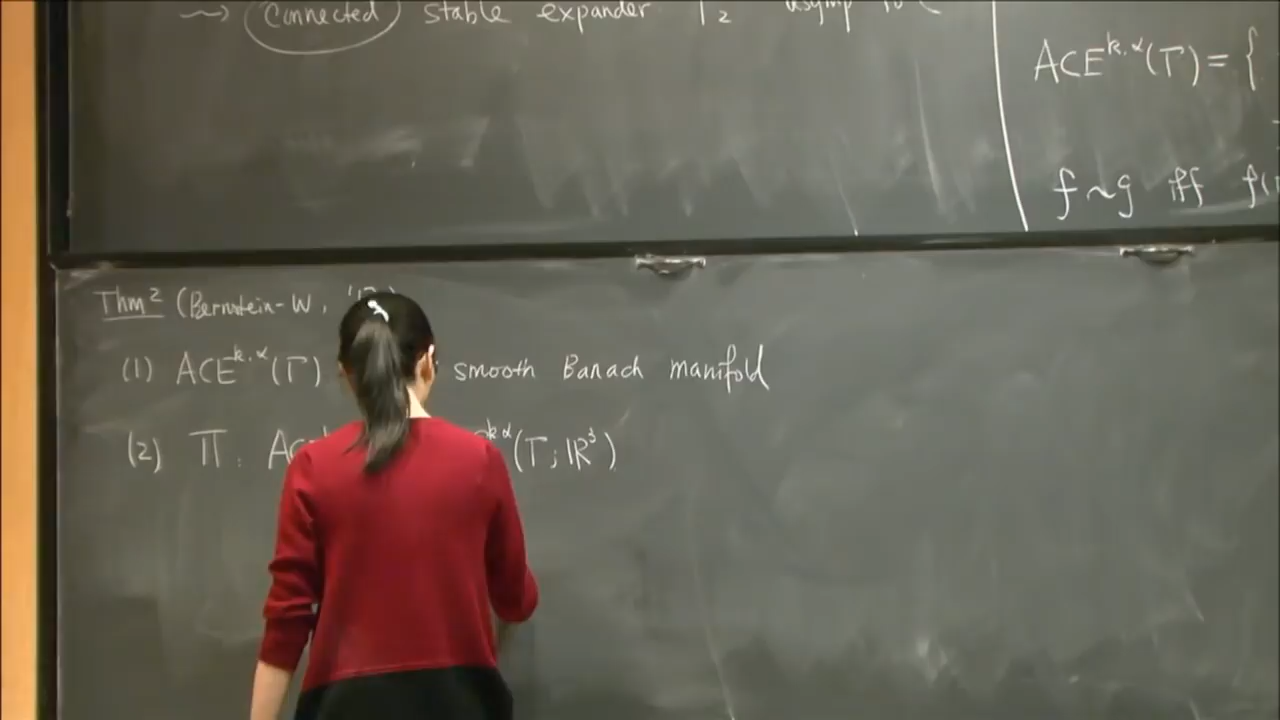 ⇝ Connected stable expander Γ₂ asymp to C
ACE^{k,α}(Γ) = {
f ~ g iff f(
Thm² (Bernstein-W, '
(1) ACE^{k,α}(Γ) smooth Banach manifold
(2) Π : AC ^{k,α}(Γ; ℝ³)